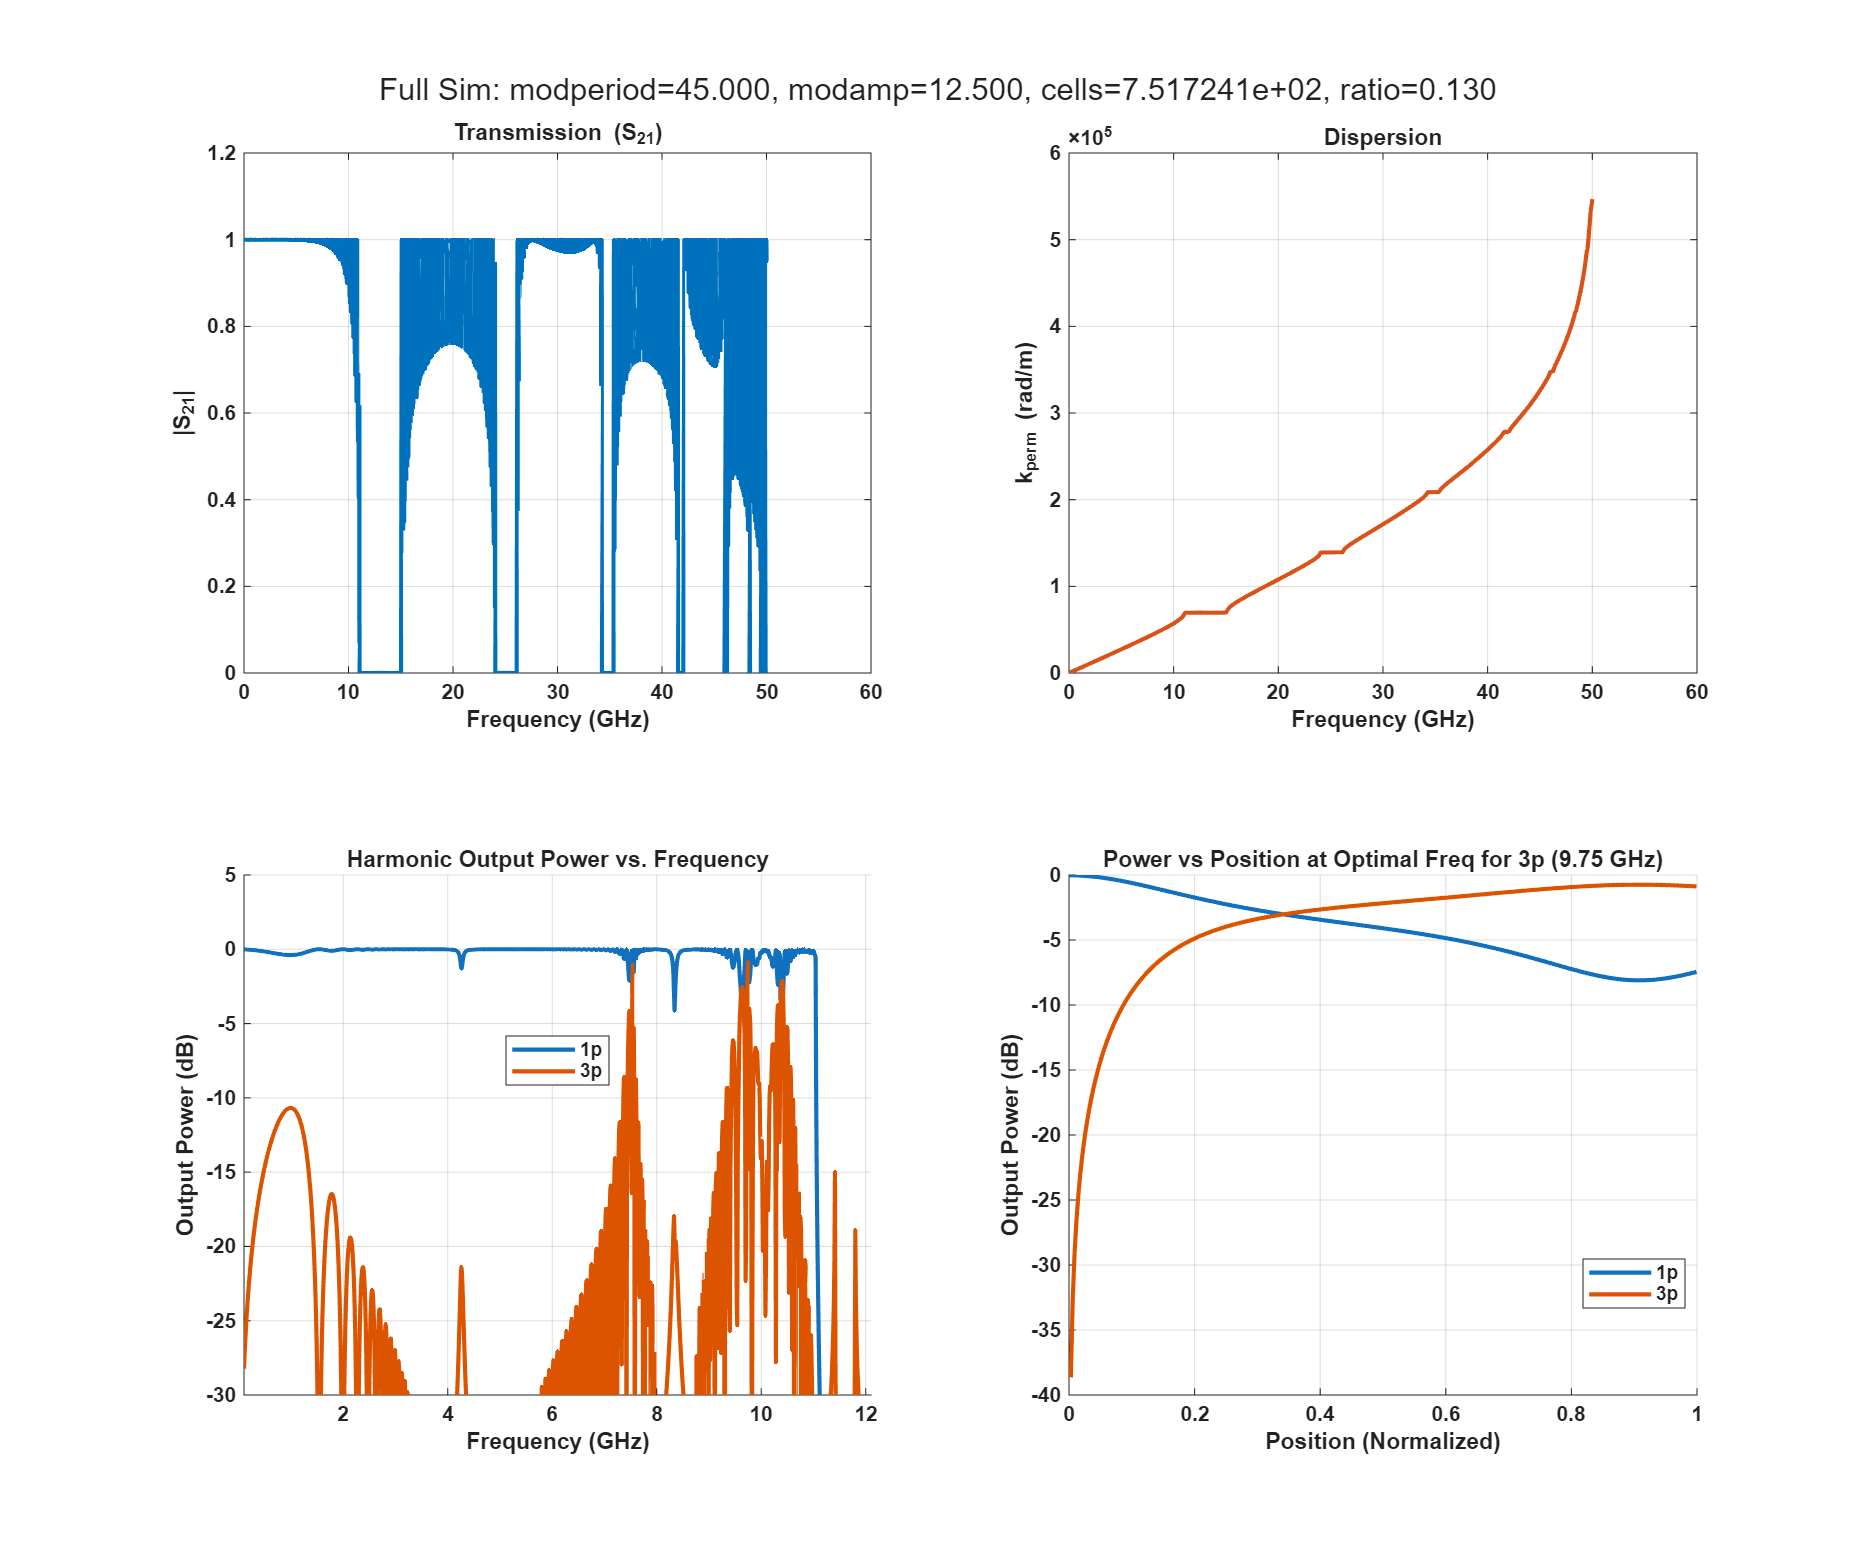 Full Sim: modperiod=45.000, modamp=12.500, cells=7.517241e+02, ratio=0.130
Transmission (S21)
1.2
1
0.8
0.6
0.4
0.2
0
|S21|
0 10 20 30 40 50 60
Frequency (GHz)
×10^5
Dispersion
6
5
4
3
2
1
0
kperm (rad/m)
0 10 20 30 40 50 60
Frequency (GHz)
Harmonic Output Power vs. Frequency
5
0
-5
-10
-15
-20
-25
-30
Output Power (dB)
1p
3p
2 4 6 8 10 12
Frequency (GHz)
Power vs Position at Optimal Freq for 3p (9.75 GHz)
0
-5
-10
-15
-20
-25
-30
-35
-40
Output Power (dB)
1p
3p
0 0.2 0.4 0.6 0.8 1
Position (Normalized)